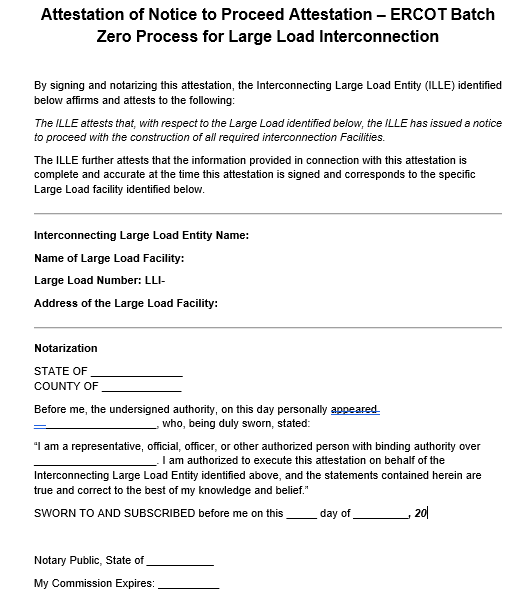 Attestation of Notice to Proceed Attestation – ERCOT Batch
Zero Process for Large Load Interconnection
By signing and notarizing this attestation, the Interconnecting Large Load Entity (ILLE) identified
below affirms and attests to the following:
The ILLE attests that, with respect to the Large Load identified below, the ILLE has issued a notice
to proceed with the construction of all required interconnection Facilities.
The ILLE further attests that the information provided in connection with this attestation is
complete and accurate at the time this attestation is signed and corresponds to the specific
Large Load facility identified below.
Interconnecting Large Load Entity Name:
Name of Large Load Facility:
Large Load Number: LLI-
Address of the Large Load Facility:
Notarization
STATE OF _______________
COUNTY OF _____________
Before me, the undersigned authority, on this day personally appeared
____________________, who, being duly sworn, stated:
“I am a representative, official, officer, or other authorized person with binding authority over
____________________. I am authorized to execute this attestation on behalf of the
Interconnecting Large Load Entity identified above, and the statements contained herein are
true and correct to the best of my knowledge and belief.”
SWORN TO AND SUBSCRIBED before me on this _____ day of _________, 20
Notary Public, State of ___________
My Commission Expires: __________